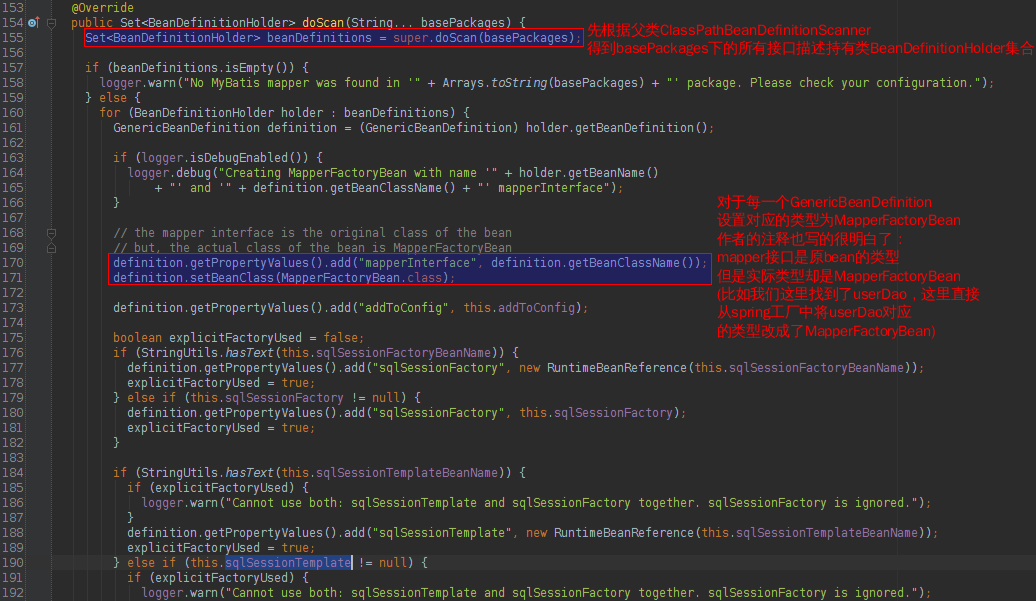 153 @Override
154 public Set<BeanDefinitionHolder> doScan(String... basePackages) {
155 Set<BeanDefinitionHolder> beanDefinitions = super.doScan(basePackages);
先根据父类ClassPathBeanDefinitionScanner
得到basePackages下的所有接口描述持有类BeanDefinitionHolder集合
156
157 if (beanDefinitions.isEmpty()) {
158 logger.warn("No MyBatis mapper was found in '" + Arrays.toString(basePackages) + "' package. Please check your configuration.");
159 } else {
160 for (BeanDefinitionHolder holder : beanDefinitions) {
161 GenericBeanDefinition definition = (GenericBeanDefinition) holder.getBeanDefinition();
162
163 if (logger.isDebugEnabled()) {
164 logger.debug("Creating MapperFactoryBean with name '" + holder.getBeanName()
165 + "' and '" + definition.getBeanClassName() + "' mapperInterface");
166 }
167
168 // the mapper interface is the original class of the bean
169 // but, the actual class of the bean is MapperFactoryBean
170 definition.getPropertyValues().add("mapperInterface", definition.getBeanClassName());
171 definition.setBeanClass(MapperFactoryBean.class);
对于每一个GenericBeanDefinition
设置对应的类型为MapperFactoryBean
作者的注释也写的很明白了：
mapper接口是原bean的类型
但是实际类型却是MapperFactoryBean
(比如我们这里找到了userDao，这里直接
从spring工厂中将userDao对应
的类型改成了MapperFactoryBean)
172
173 definition.getPropertyValues().add("addToConfig", this.addToConfig);
174
175 boolean explicitFactoryUsed = false;
176 if (StringUtils.hasText(this.sqlSessionFactoryBeanName)) {
177 definition.getPropertyValues().add("sqlSessionFactory", new RuntimeBeanReference(this.sqlSessionFactoryBeanName));
178 explicitFactoryUsed = true;
179 } else if (this.sqlSessionFactory != null) {
180 definition.getPropertyValues().add("sqlSessionFactory", this.sqlSessionFactory);
181 explicitFactoryUsed = true;
182 }
183
184 if (StringUtils.hasText(this.sqlSessionTemplateBeanName)) {
185 if (explicitFactoryUsed) {
186 logger.warn("Cannot use both: sqlSessionTemplate and sqlSessionFactory together. sqlSessionFactory is ignored.");
187 }
188 definition.getPropertyValues().add("sqlSessionTemplate", new RuntimeBeanReference(this.sqlSessionTemplateBeanName));
189 explicitFactoryUsed = true;
190 } else if (this.sqlSessionTemplate != null) {
191 if (explicitFactoryUsed) {
192 logger.warn("Cannot use both: sqlSessionTemplate and sqlSessionFactory together. sqlSessionFactory is ignored.");